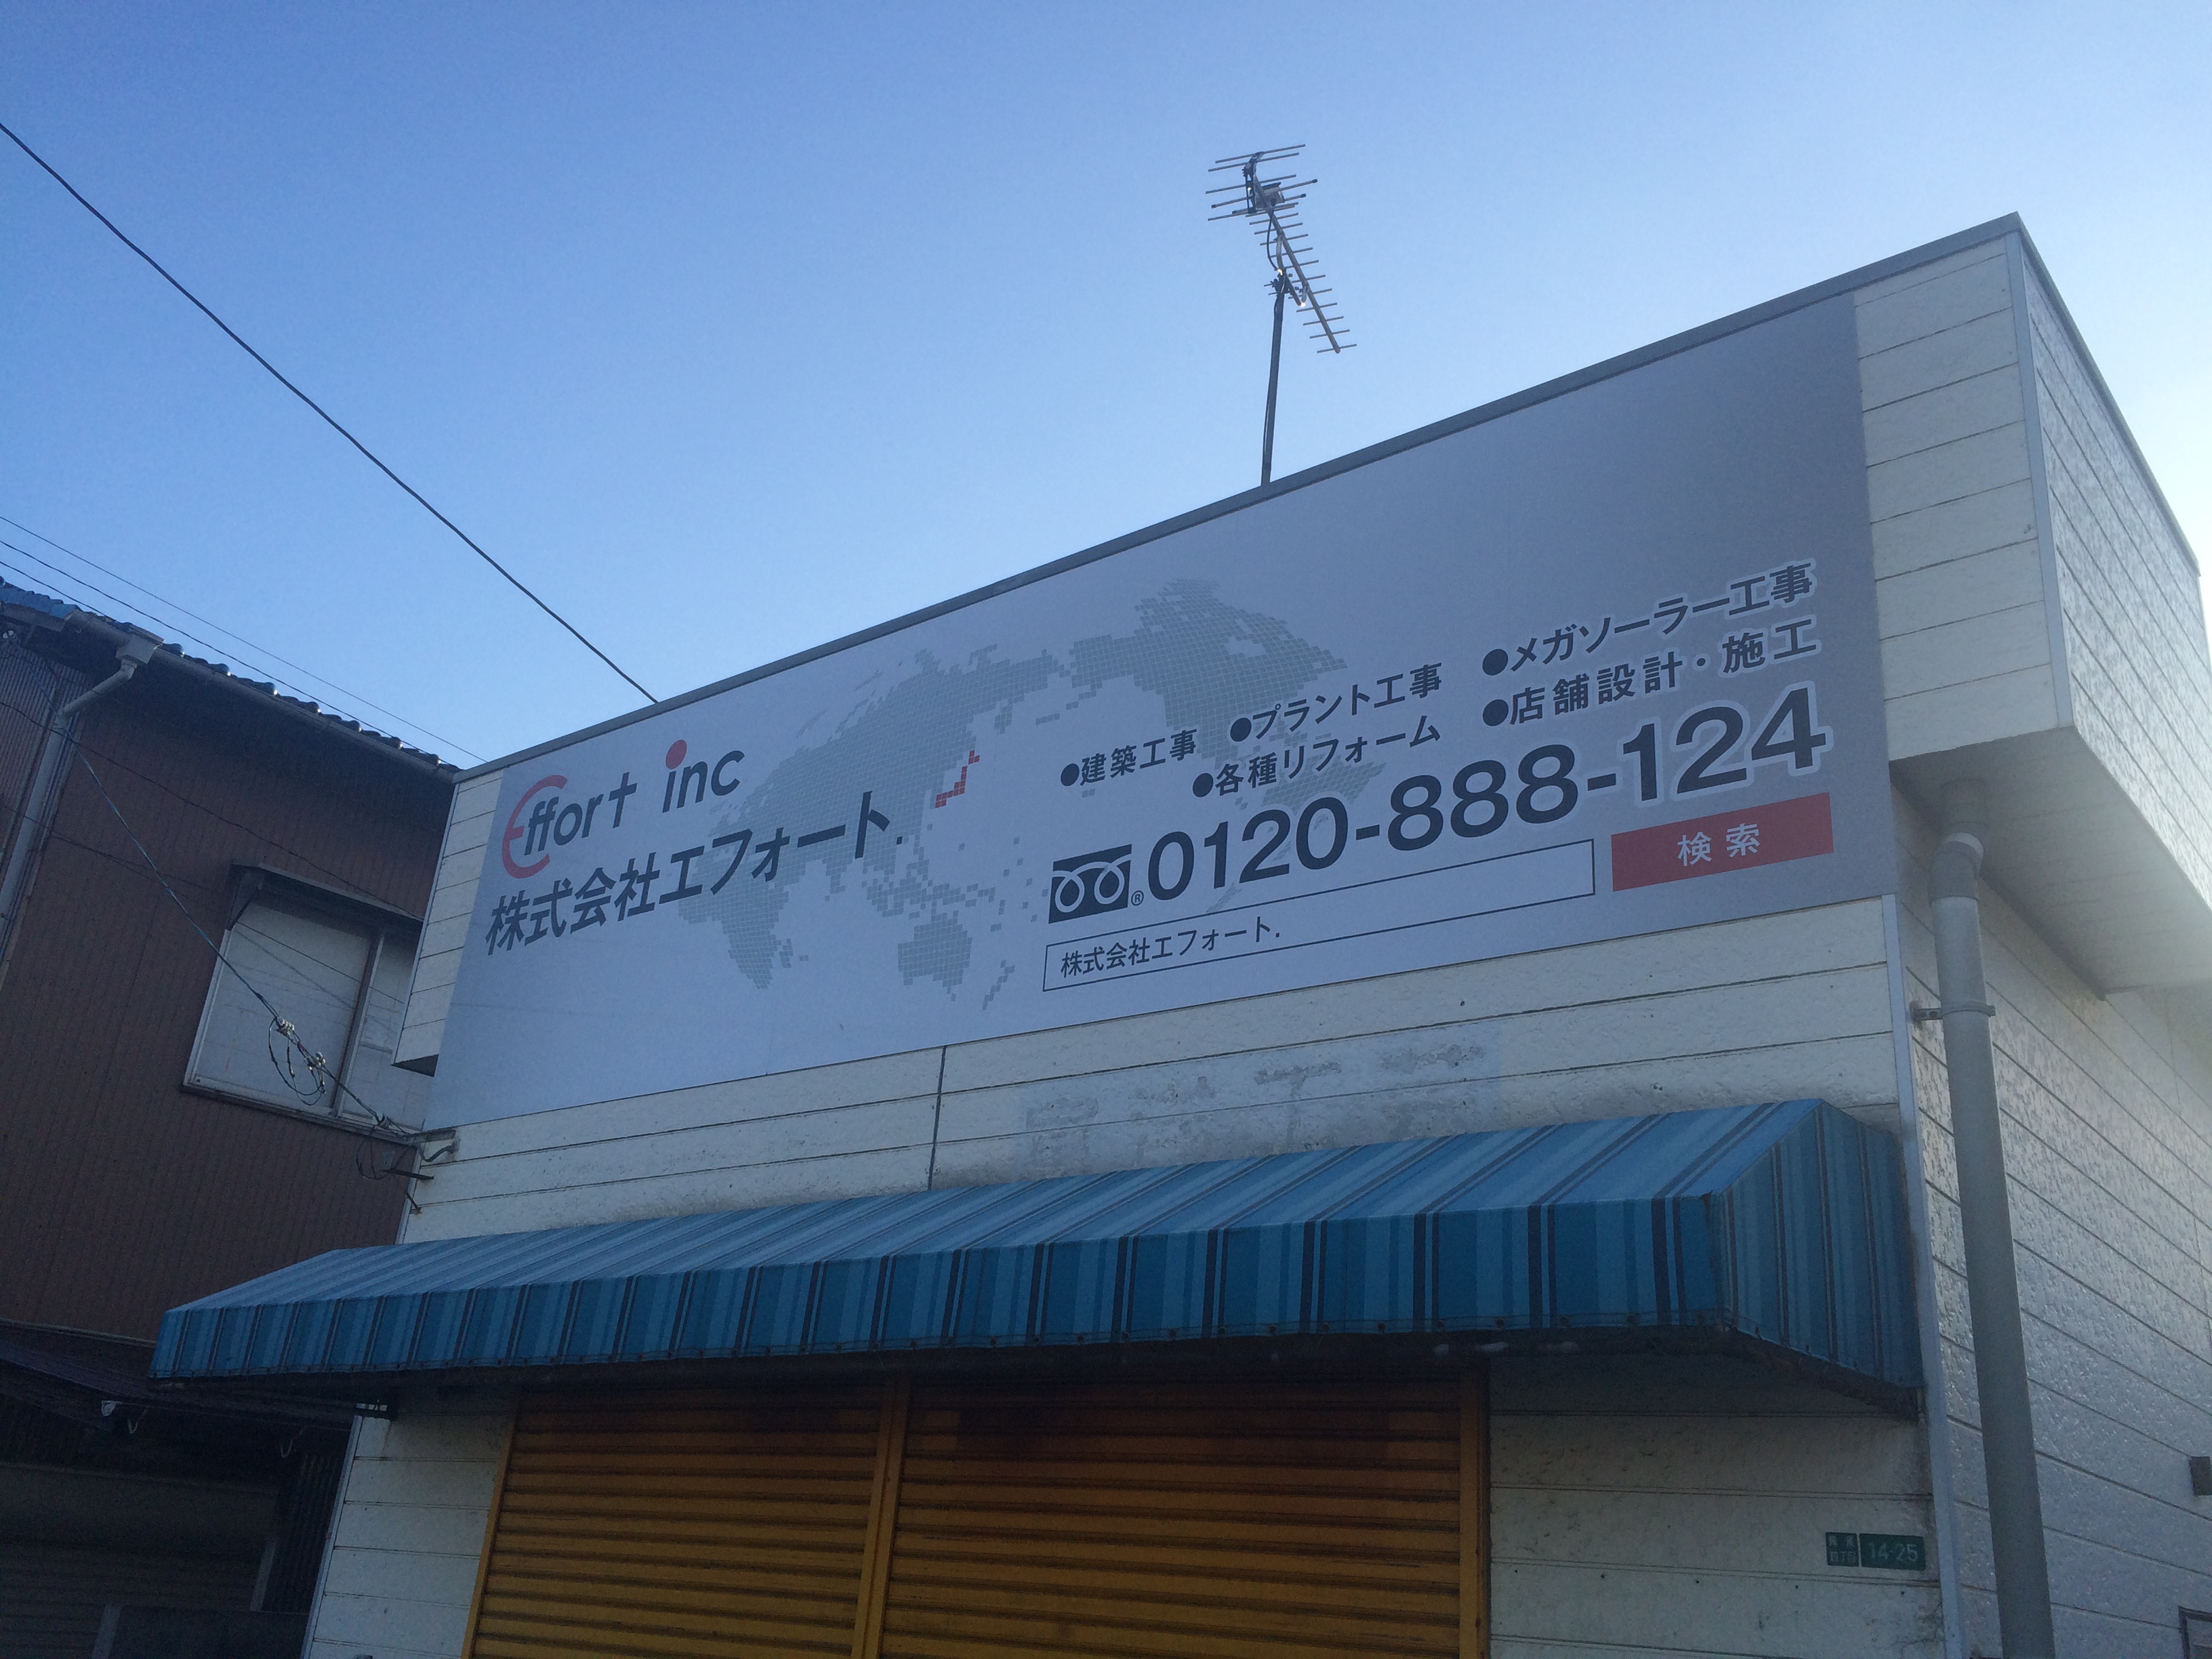 Effort inc
株式会社エフォート.
●建築工事 ●プラント工事 ●メガソーラー工事
●各種リフォーム ●店舗設計・施工
®0120-888-124
株式会社エフォート. 検索
14-25